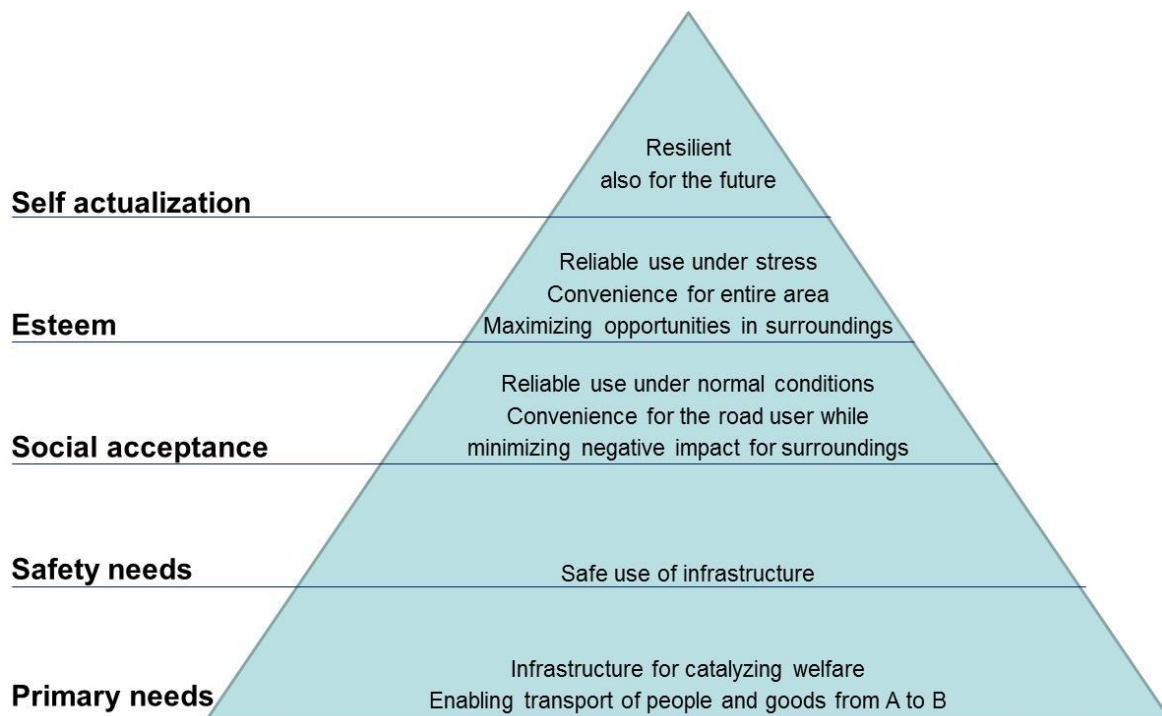 Resilient
also for the future
Self actualization
Reliable use under stress
Convenience for entire area
Esteem
Maximizing opportunities in surroundings
Reliable use under normal conditions
Convenience for the road user while
Social acceptance
minimizing negative impact for surroundings
Safety needs
Safe use of infrastructure
Infrastructure for catalyzing welfare
Primary needs
Enabling transport of people and goods from A to B